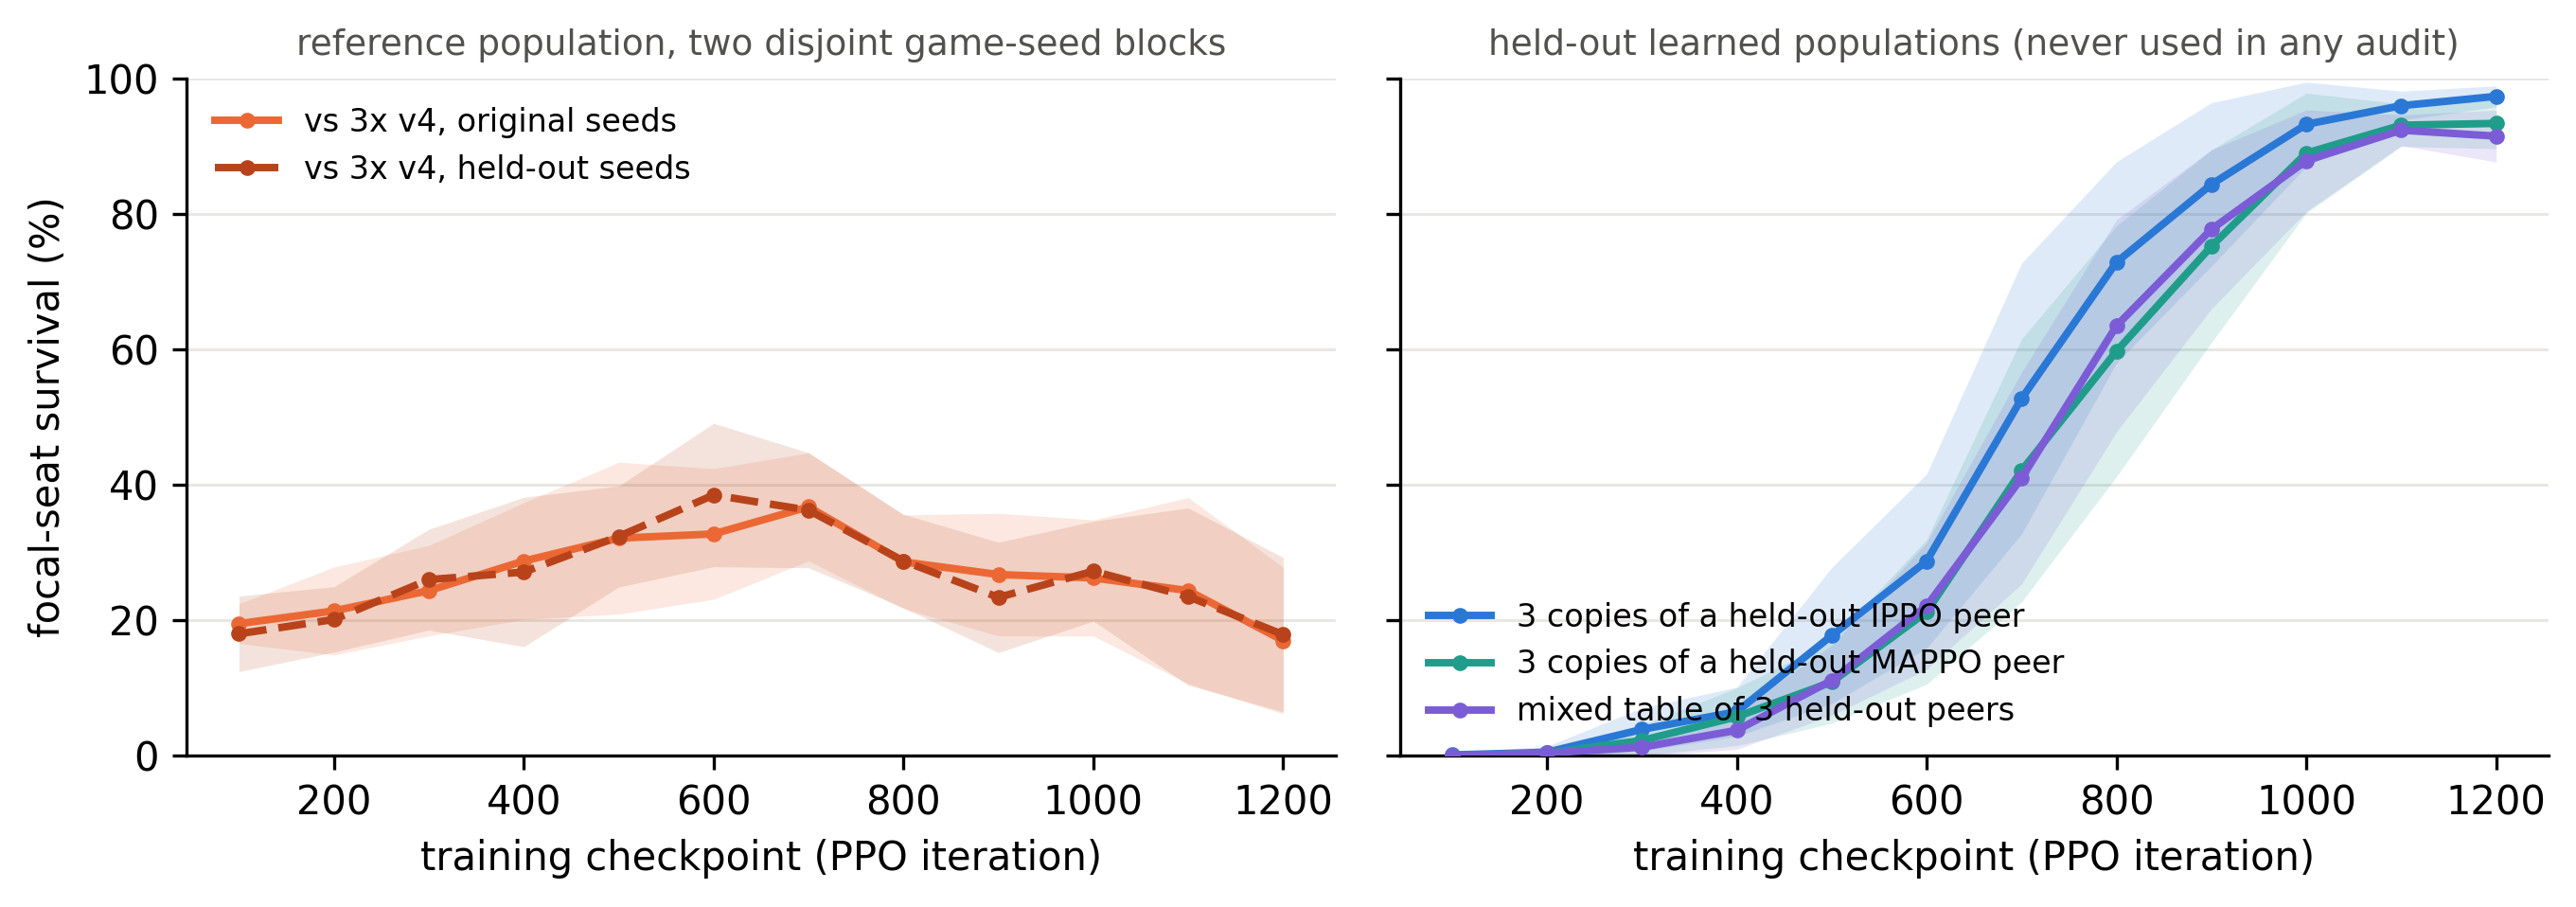 reference population, two disjoint game-seed blocks
held-out learned populations (never used in any audit)
focal-seat survival (%)
100
80
60
40
20
0
vs 3x v4, original seeds
vs 3x v4, held-out seeds
200 400 600 800 1000 1200
training checkpoint (PPO iteration)
3 copies of a held-out IPPO peer
3 copies of a held-out MAPPO peer
mixed table of 3 held-out peers
200 400 600 800 1000 1200
training checkpoint (PPO iteration)